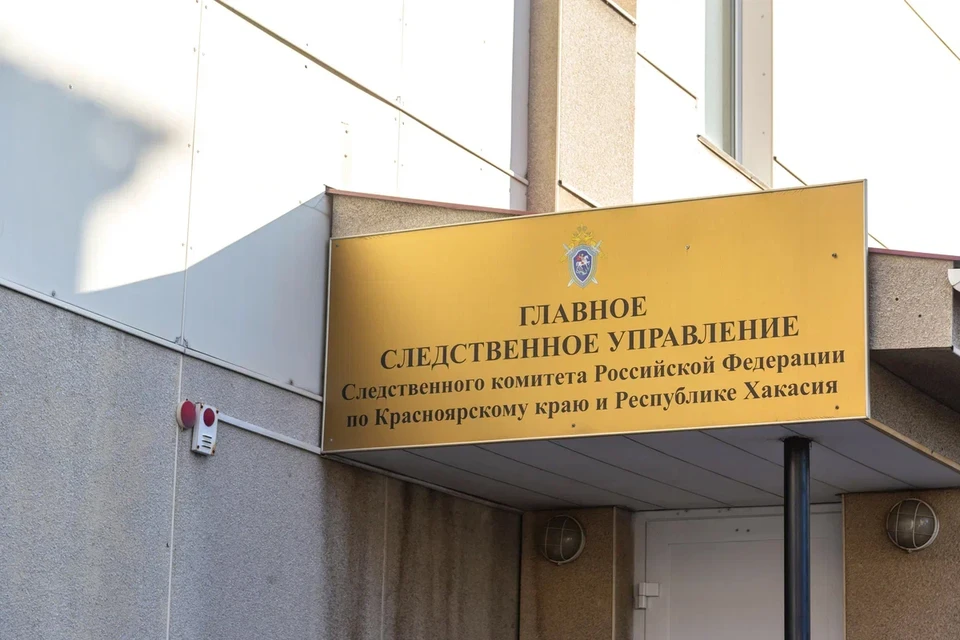 ГЛАВНОЕ
СЛЕДСТВЕННОЕ УПРАВЛЕНИЕ
Следственного комитета Российской Федерации
по Красноярскому краю и Республике Хакасия